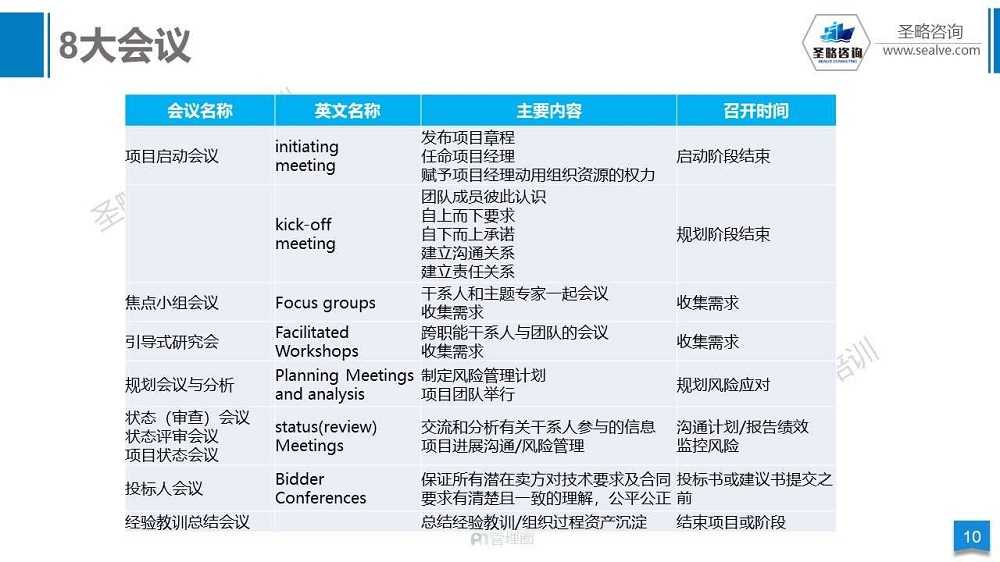 8大会议
圣略咨询
圣略咨询
www.sealve.com
会议名称 英文名称 主要内容 召开时间
项目启动会议
initiating
meeting
发布项目章程
任命项目经理
赋予项目经理动用组织资源的权力
启动阶段结束
kick-off
meeting
团队成员彼此认识
自上而下要求
自下而上承诺
建立沟通关系
建立责任关系
规划阶段结束
焦点小组会议
Focus groups
干系人和主题专家一起会议
收集需求
收集需求
引导式研究会
Facilitated
Workshops
跨职能干系人与团队的会议
收集需求
收集需求
规划会议与分析
Planning Meetings
and analysis
制定风险管理计划
项目团队举行
规划风险应对
状态（审查）会议
状态评审会议
项目状态会议
status(review)
Meetings
交流和分析有关干系人参与的信息
项目进展沟通/风险管理
沟通计划/报告绩效
监控风险
投标人会议
Bidder
Conferences
保证所有潜在卖方对技术要求及合同
要求有清楚且一致的理解，公平公正
投标书或建议书提交之
前
经验教训总结会议
总结经验教训/组织过程资产沉淀
结束项目或阶段
管理圈
圣略
培训
10